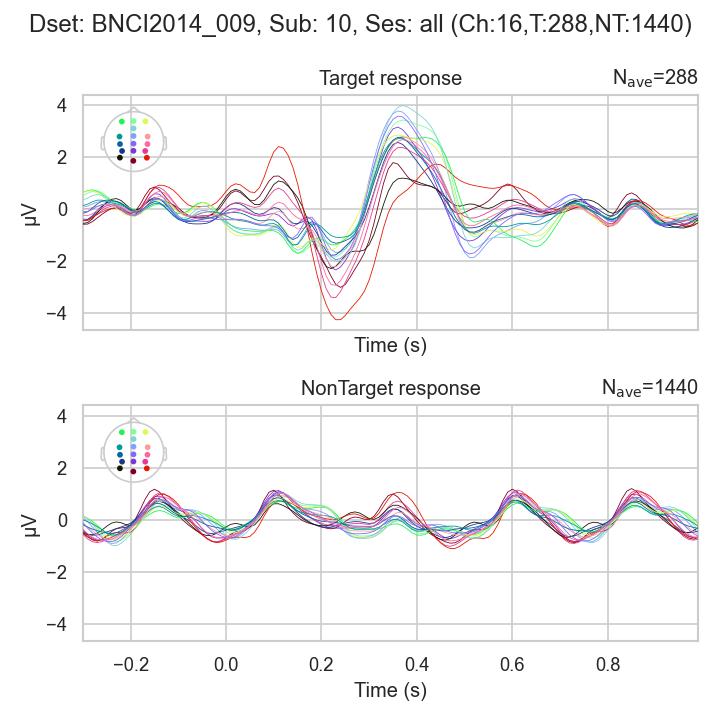 Dset: BNCI2014_009, Sub: 10, Ses: all (Ch:16,T:288,NT:1440)
Target response
Nave=288
4
2
0
−2
−4
µV
Time (s)
NonTarget response
Nave=1440
4
2
0
−2
−4
µV
−0.2 0.0 0.2 0.4 0.6 0.8
Time (s)